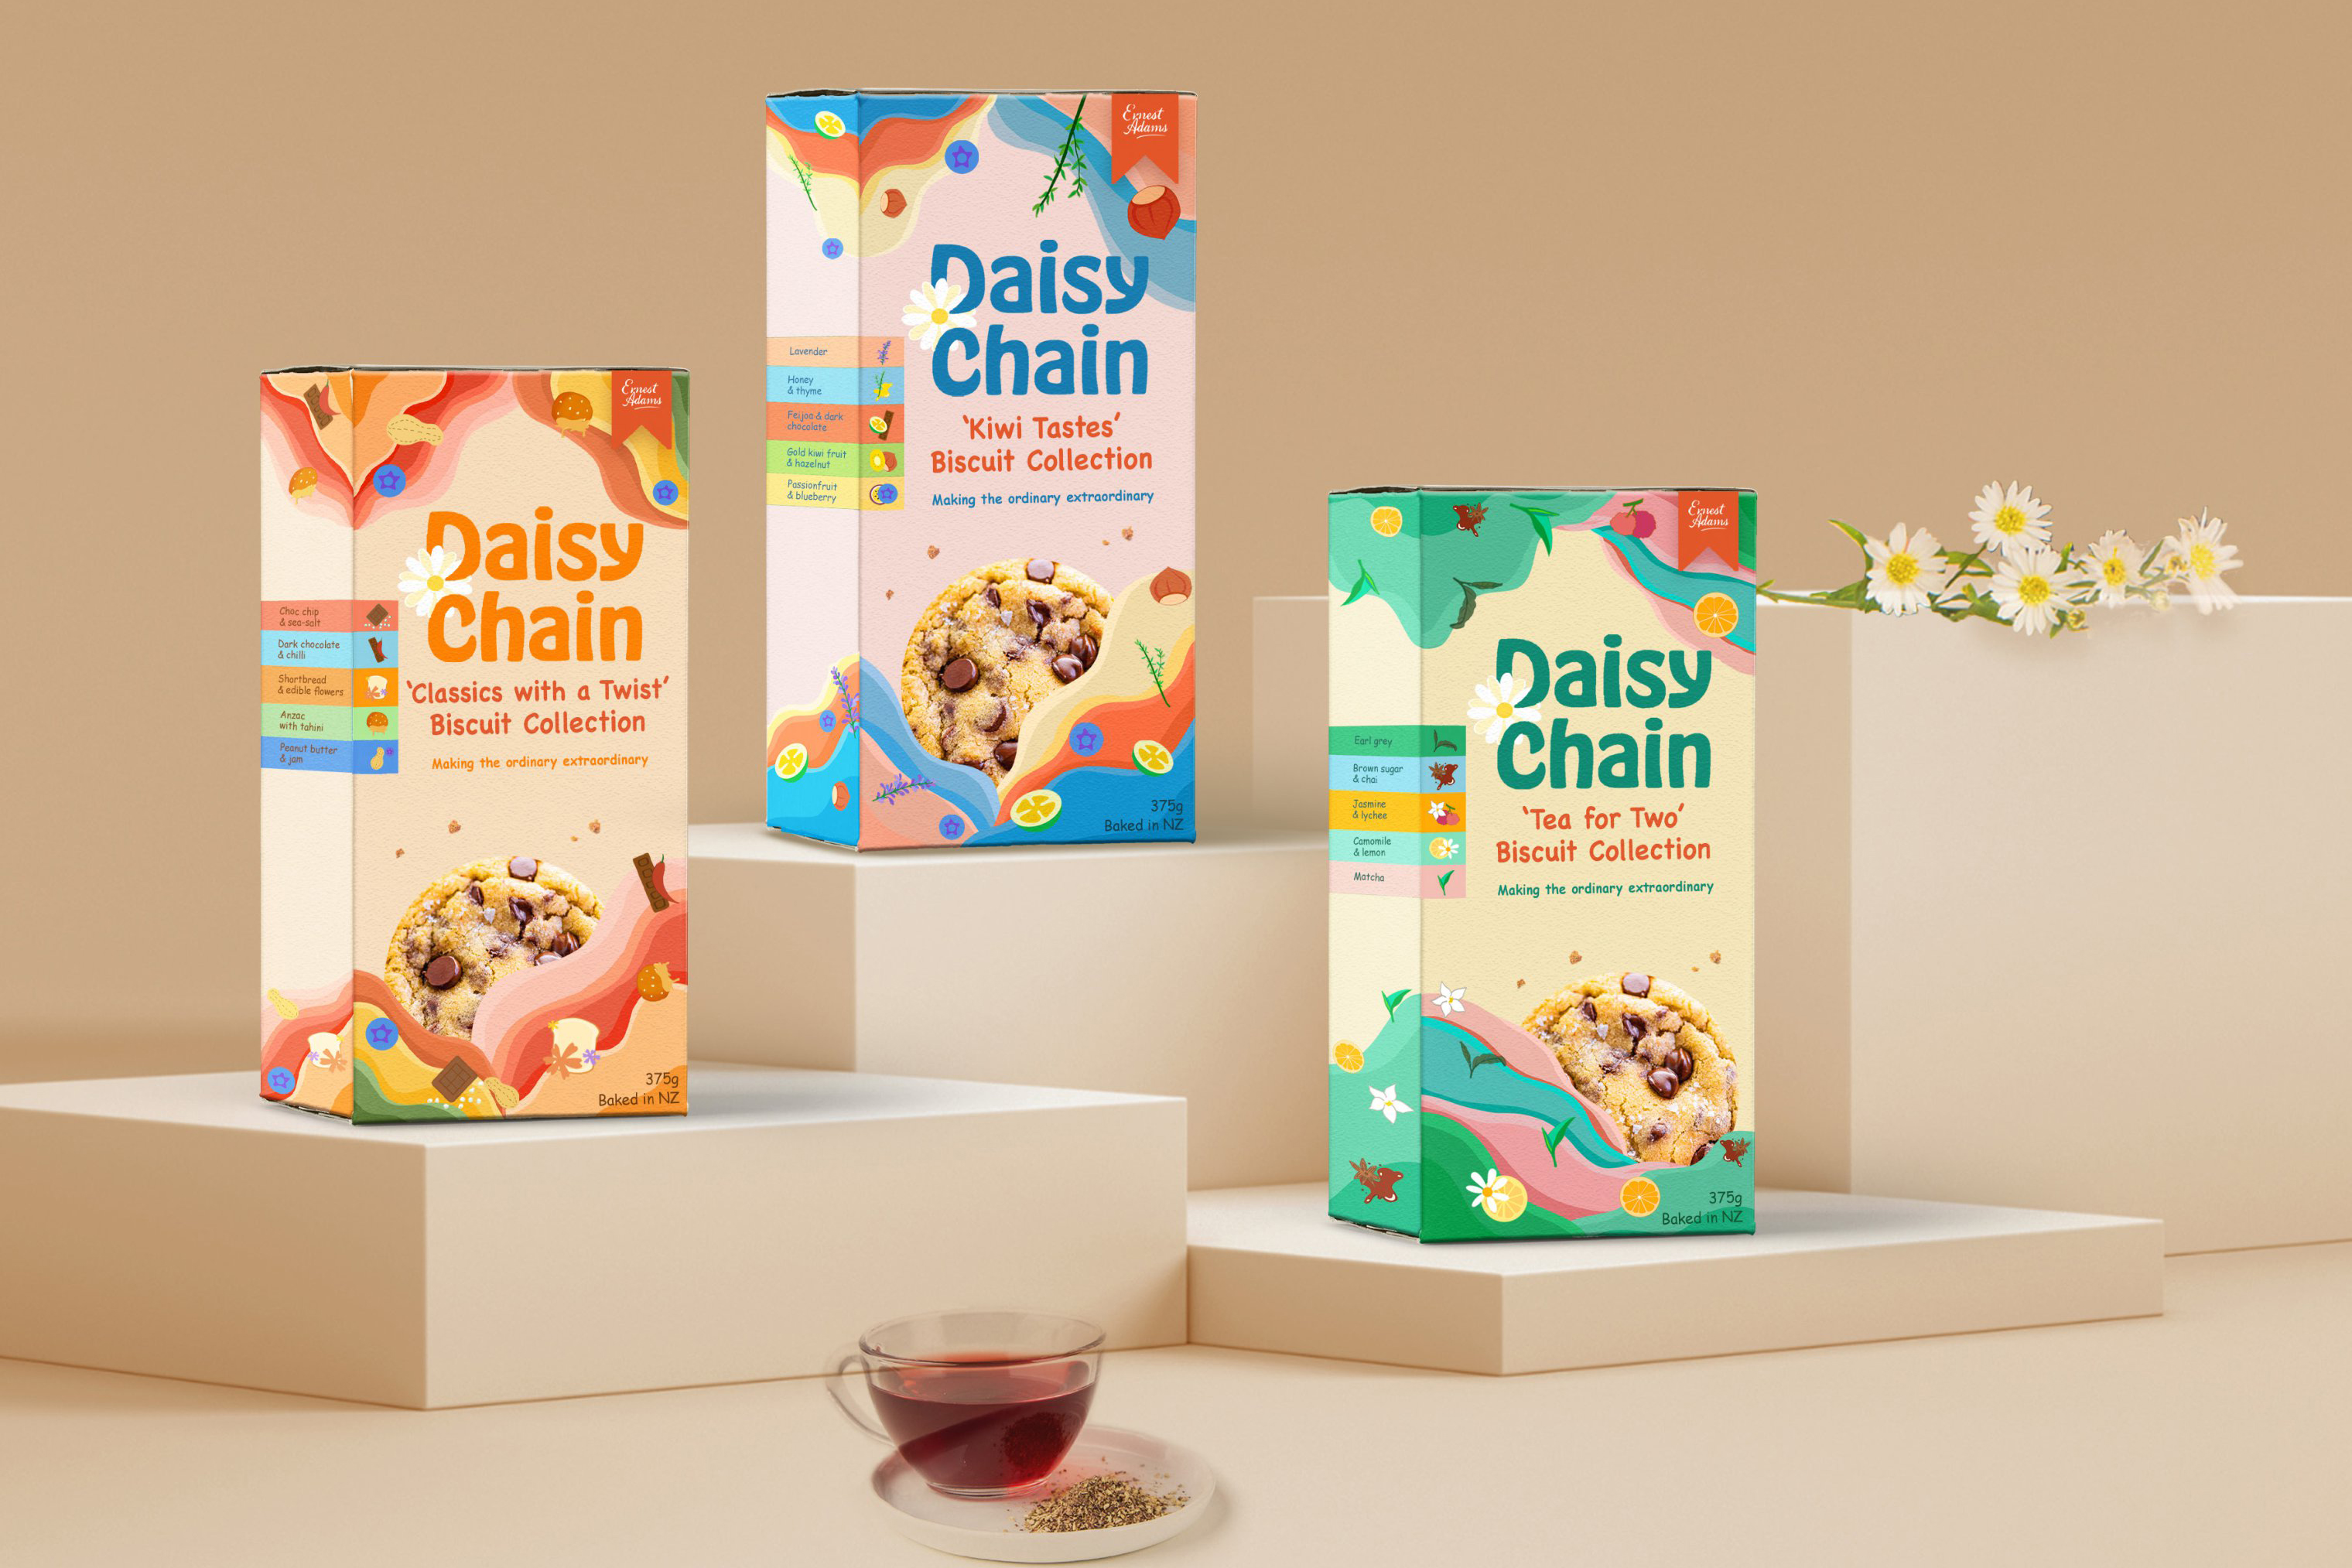 Ernest
Adams
Daisy
Chain
'Classics with a Twist'
Biscuit Collection
Making the ordinary extraordinary
Choc chip
& sea-salt
Dark chocolate
& chilli
Shortbread
& edible flowers
Anzac
with tahini
Peanut butter
& jam
375g
Baked in NZ
Ernest
Adams
Daisy
Chain
'Kiwi Tastes'
Biscuit Collection
Making the ordinary extraordinary
Lavender
Honey
& thyme
Feijoa & dark
chocolate
Gold kiwi fruit
& hazelnut
Passionfruit
& blueberry
375g
Baked in NZ
Ernest
Adams
Daisy
Chain
'Tea for Two'
Biscuit Collection
Making the ordinary extraordinary
Earl grey
Brown sugar
& chai
Jasmine
& lychee
Camomile
& lemon
Matcha
375g
Baked in NZ